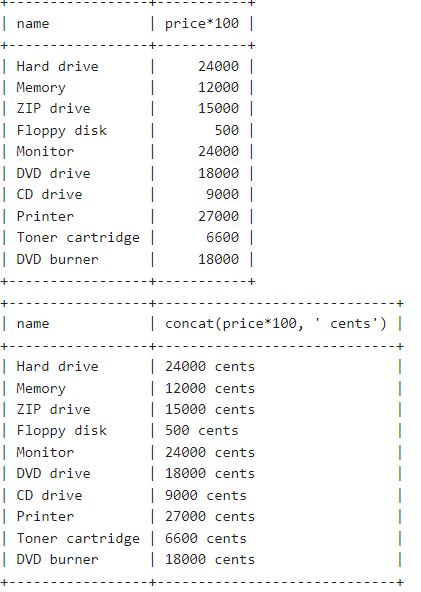 +-----------------+-----------+
| name            | price*100 |
+-----------------+-----------+
| Hard drive      |     24000 |
| Memory          |     12000 |
| ZIP drive       |     15000 |
| Floppy disk     |       500 |
| Monitor         |     24000 |
| DVD drive       |     18000 |
| CD drive        |      9000 |
| Printer         |     27000 |
| Toner cartridge |      6600 |
| DVD burner      |     18000 |
+-----------------+-----------+
+-----------------+-----------------------------+
| name            | concat(price*100, ' cents') |
+-----------------+-----------------------------+
| Hard drive      | 24000 cents                 |
| Memory          | 12000 cents                 |
| ZIP drive       | 15000 cents                 |
| Floppy disk     | 500 cents                   |
| Monitor         | 24000 cents                 |
| DVD drive       | 18000 cents                 |
| CD drive        | 9000 cents                  |
| Printer         | 27000 cents                 |
| Toner cartridge | 6600 cents                  |
| DVD burner      | 18000 cents                 |
+-----------------+-----------------------------+